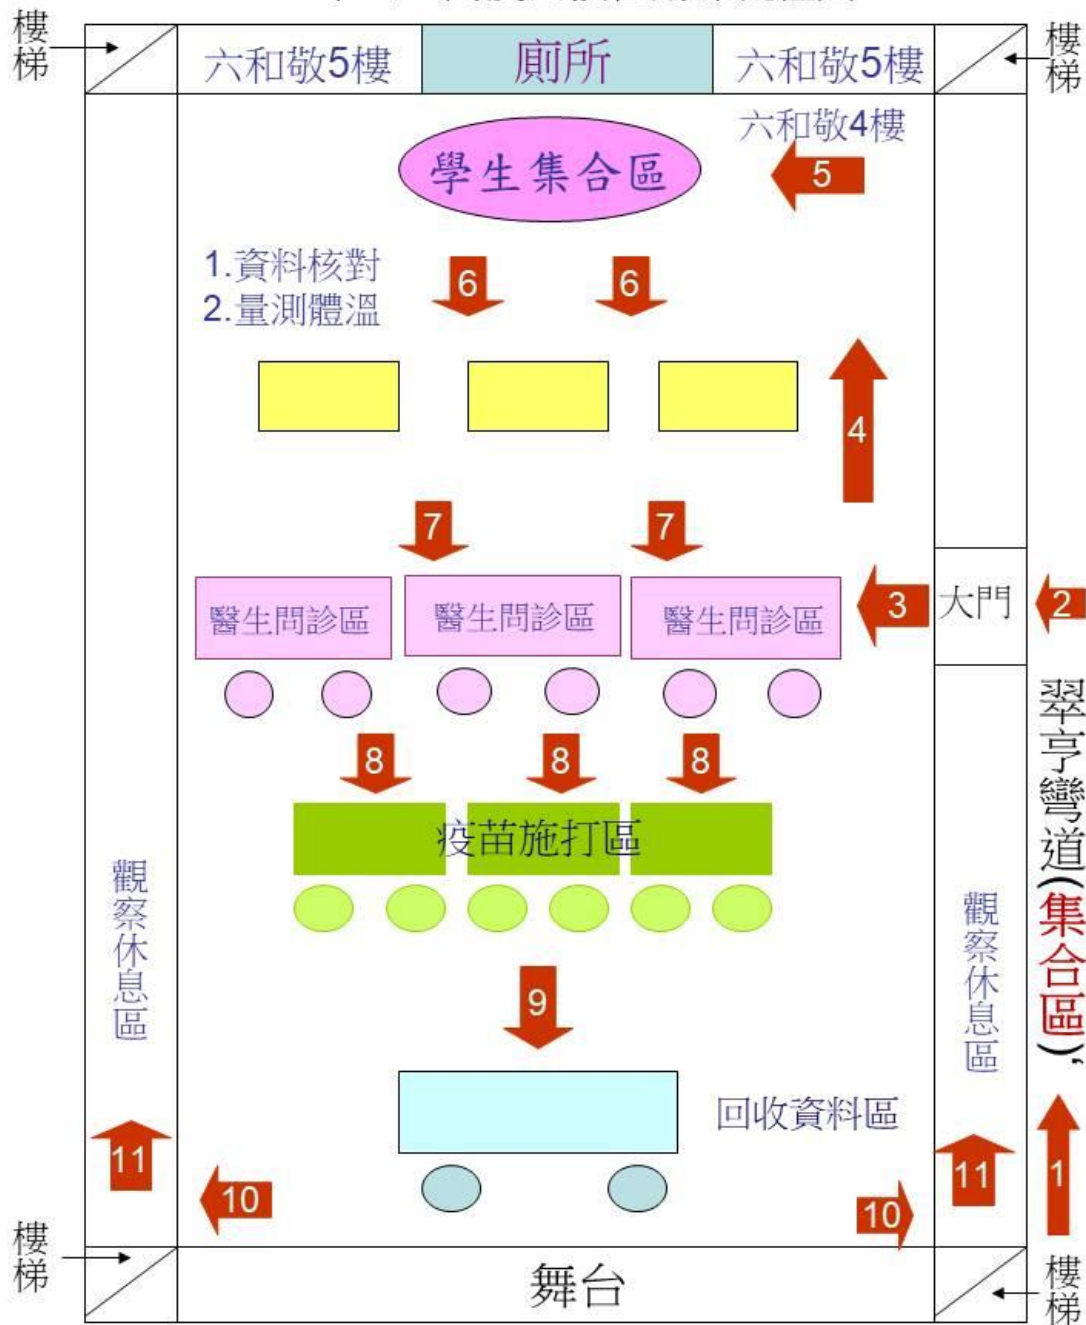 樓梯
六和敬5樓
廁所
六和敬5樓
樓梯
六和敬4樓
學生集合區
5
1.資料核對
2.量測體溫
6
6
4
7
7
醫生問診區
醫生問診區
醫生問診區
3
大門
2
8
8
8
翠亨彎道(集合區),
疫苗施打區
觀察休息區
觀察休息區
9
回收資料區
11
10
10
11
1
樓梯
舞台
樓梯